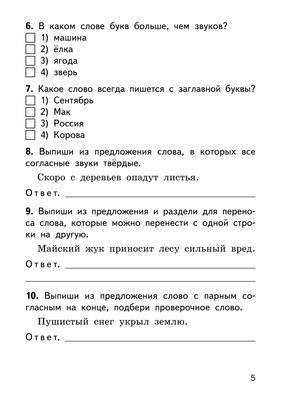 6. В каком слове букв больше, чем звуков?
1) машина
2) ёлка
3) ягода
4) зверь
7. Какое слово всегда пишется с заглавной буквы?
1) Сентябрь
2) Мак
3) Россия
4) Корова
8. Выпиши из предложения слова, в которых все
согласные звуки твёрдые.
Скоро с деревьев опадут листья.
Ответ.
9. Выпиши из предложения и раздели для перено-
са слова, которые можно перенести с одной стро-
ки на другую.
Майский жук приносит лесу сильный вред.
Ответ.
10. Выпиши из предложения слово с парным со-
гласным на конце, подбери проверочное слово.
Пушистый снег укрыл землю.
Ответ.
5